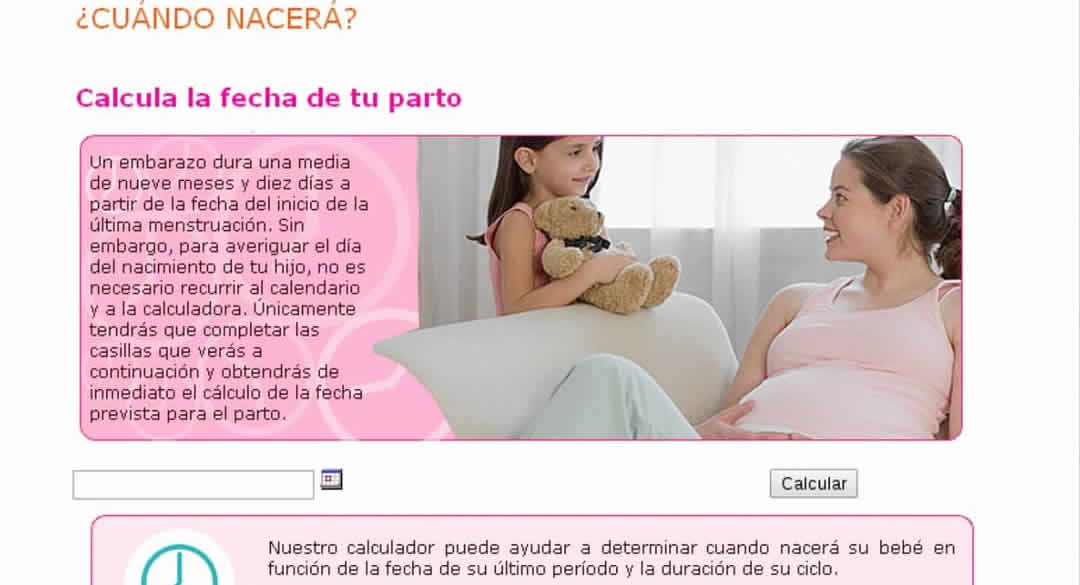 ¿CUÁNDO NACERÁ?
Calcula la fecha de tu parto
Un embarazo dura una media
de nueve meses y diez días a
partir de la fecha del inicio de la
última menstruación. Sin
embargo, para averiguar el día
del nacimiento de tu hijo, no es
necesario recurrir al calendario
y a la calculadora. Únicamente
tendrás que completar las
casillas que verás a
continuación y obtendrás de
inmediato el cálculo de la fecha
prevista para el parto.
Calcular
Nuestro calculador puede ayudar a determinar cuando nacerá su bebé en
función de la fecha de su último período y la duración de su ciclo.